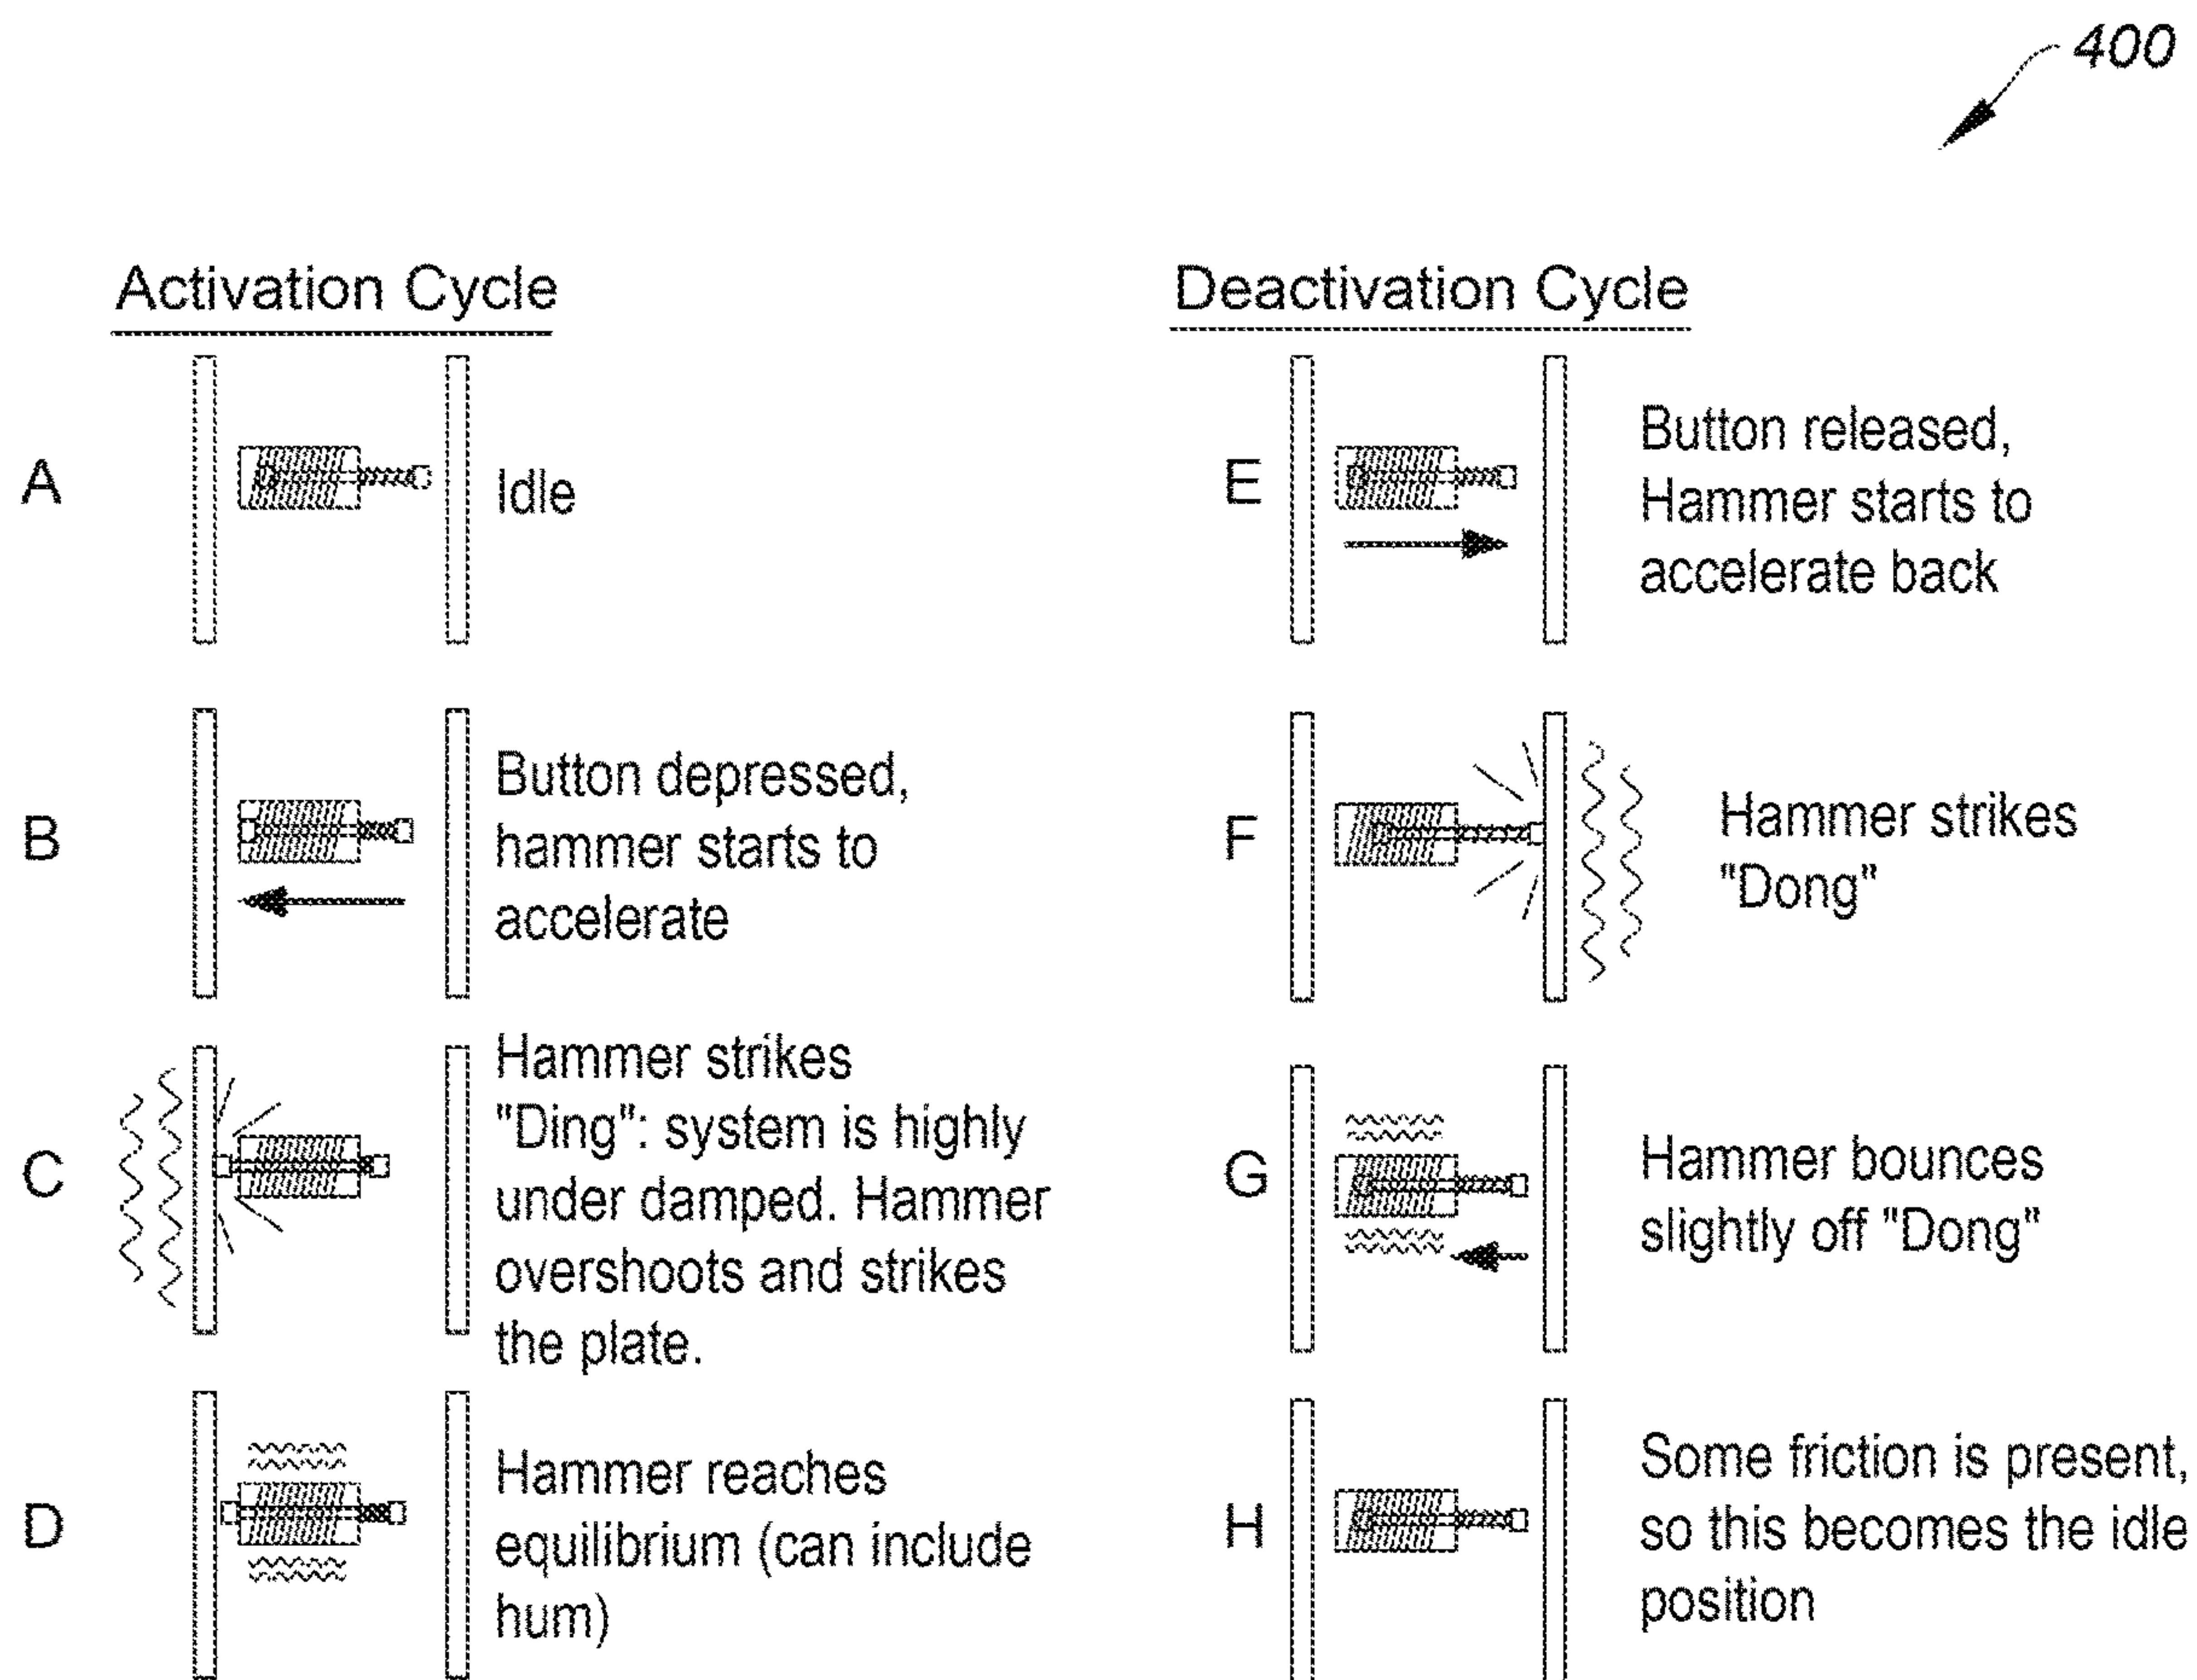 400
Activation Cycle
A
Idle
B
Button depressed,
hammer starts to
accelerate
C
Hammer strikes
"Ding": system is highly
under damped. Hammer
overshoots and strikes
the plate.
D
Hammer reaches
equilibrium (can include
hum)
Deactivation Cycle
E
Button released,
Hammer starts to
accelerate back
F
Hammer strikes
"Dong"
G
Hammer bounces
slightly off "Dong"
H
Some friction is present,
so this becomes the idle
position